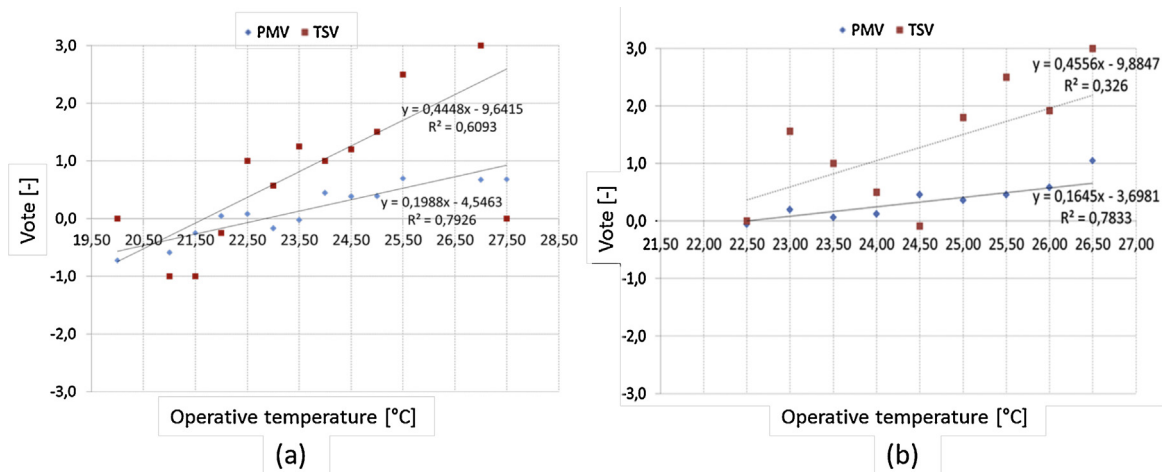 (a)
PMV TSV
3,0
2,0
1,0
0,0
-1,0
-2,0
-3,0
19,50 20,50 21,50 22,50 23,50 24,50 25,50 26,50 27,50 28,50
y = 0,4448x - 9,6415
R² = 0,6093
y = 0,1988x - 4,5463
R² = 0,7926
Vote [-]
Operative temperature [°C]
(a)
(b)
PMV TSV
3,0
2,0
1,0
0,0
-1,0
-2,0
-3,0
21,50 22,00 22,50 23,00 23,50 24,00 24,50 25,00 25,50 26,00 26,50 27,00
y = 0,4556x - 9,8847
R² = 0,326
y = 0,1645x - 3,6981
R² = 0,7833
Vote [-]
Operative temperature [°C]
(b)